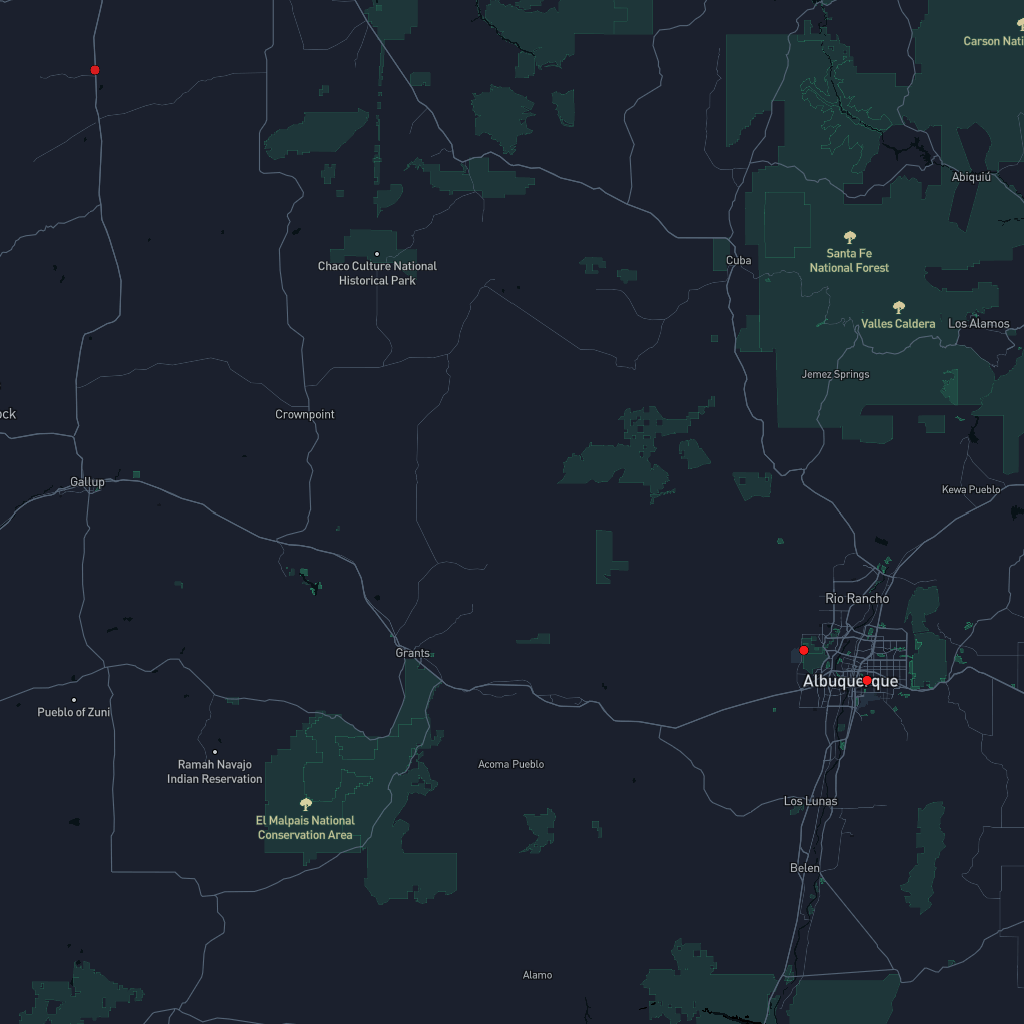 Carson Nati
Abiquiú
Santa Fe
National Forest
Cuba
Chaco Culture National
Historical Park
Valles Caldera
Los Alamos
Jemez Springs
ock
Crownpoint
Gallup
Kewa Pueblo
Rio Rancho
Grants
Albuquerque
Pueblo of Zuni
Ramah Navajo
Indian Reservation
Acoma Pueblo
Los Lunas
El Malpais National
Conservation Area
Belen
Alamo